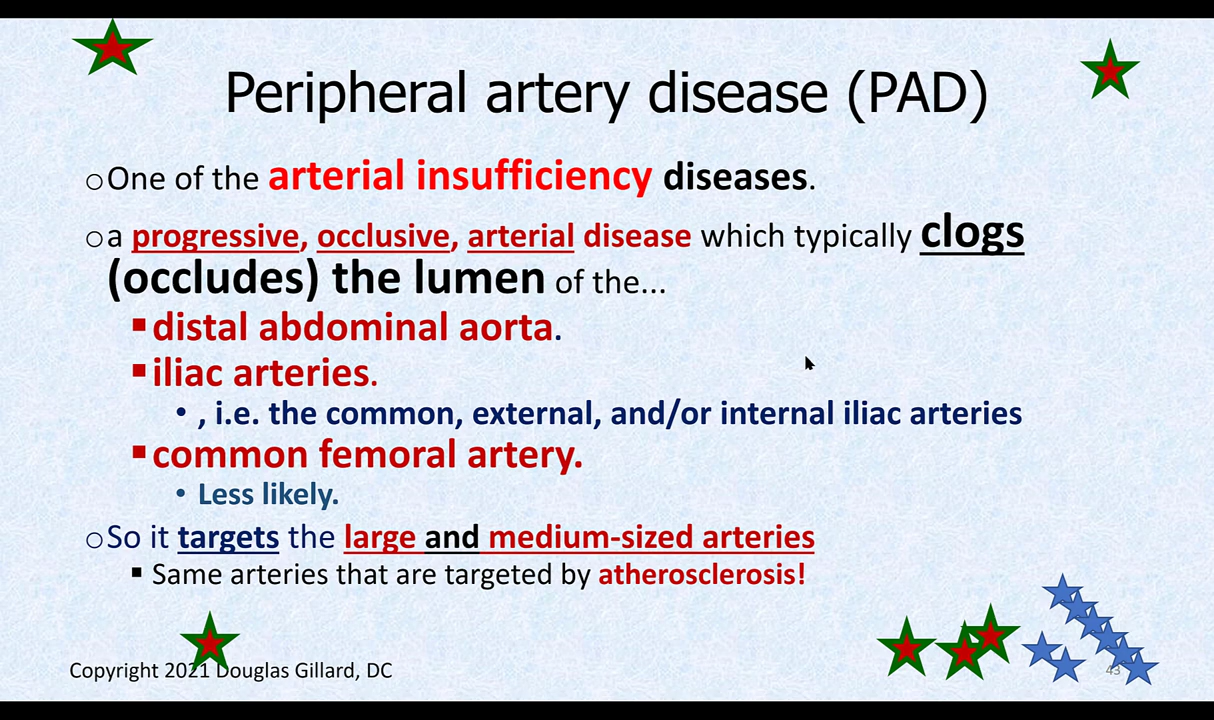 Peripheral artery disease (PAD)
One of the arterial insufficiency diseases.
a progressive, occlusive, arterial disease which typically clogs
(occludes) the lumen of the...
distal abdominal aorta.
iliac arteries.
, i.e. the common, external, and/or internal iliac arteries
common femoral artery.
Less likely.
So it targets the large and medium-sized arteries
Same arteries that are targeted by atherosclerosis!
Copyright 2021 Douglas Gillard, DC
43